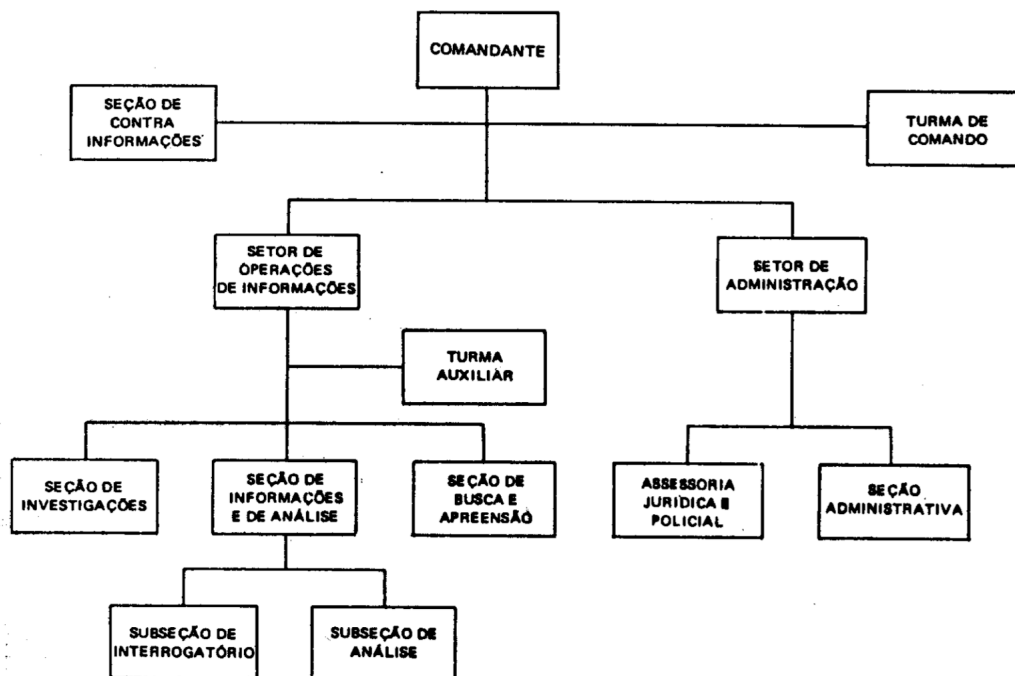 COMANDANTE
SEÇÃO DE
CONTRA
INFORMAÇÕES
TURMA DE
COMANDO
SETOR DE
OPERAÇÕES
DE INFORMAÇÕES
SETOR DE
ADMINISTRAÇÃO
TURMA
AUXILIAR
SEÇÃO DE
INVESTIGAÇÕES
SEÇÃO DE
INFORMAÇÕES
E DE ANÁLISE
SEÇÃO DE
BUSCA E
APREENSÃO
ASSESSORIA
JURÍDICA E
POLICIAL
SEÇÃO
ADMINISTRATIVA
SUBSEÇÃO DE
INTERROGATÓRIO
SUBSEÇÃO DE
ANÁLISE